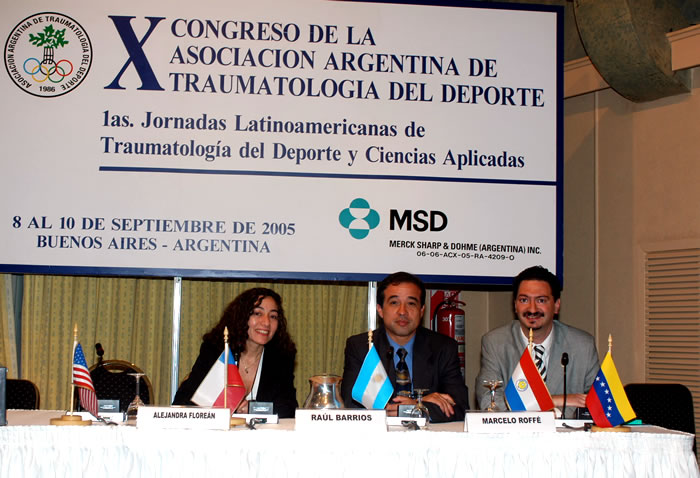 ASOCIACION ARGENTINA DE TRAUMATOLOGIA DEL DEPORTE
1986
X CONGRESO DE LA
ASOCIACION ARGENTINA DE
TRAUMATOLOGIA DEL DEPORTE
1as. Jornadas Latinoamericanas de
Traumatología del Deporte y Ciencias Aplicadas
8 AL 10 DE SEPTIEMBRE DE 2005
BUENOS AIRES - ARGENTINA
MSD
MERCK SHARP & DOHME (ARGENTINA) INC.
06-06-ACX-05-RA-4209-O
ALEJANDRA FLOREÁN
RAÚL BARRIOS
MARCELO ROFFÉ